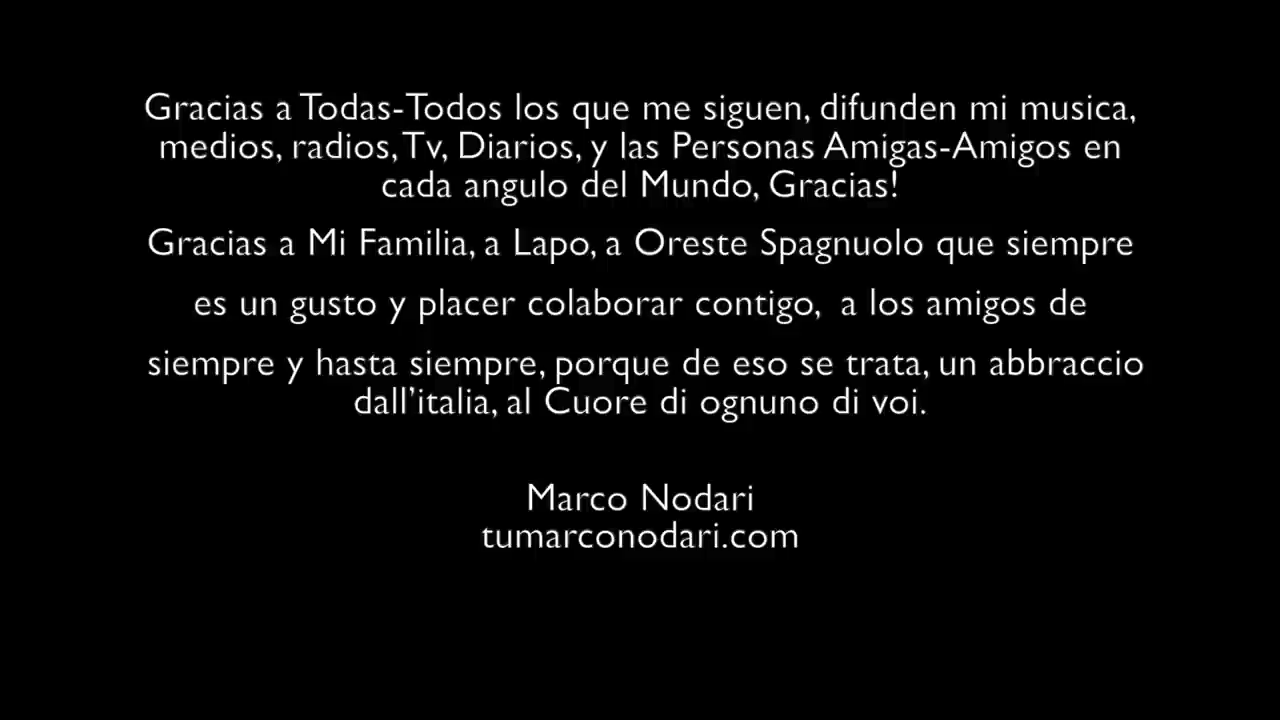 Gracias a Todas-Todos los que me siguen, difunden mi musica,
medios, radios, Tv, Diarios, y las Personas Amigas-Amigos en
cada angulo del Mundo, Gracias!
Gracias a Mi Familia, a Lapo, a Oreste Spagnuolo que siempre
es un gusto y placer colaborar contigo, a los amigos de
siempre y hasta siempre, porque de eso se trata, un abbraccio
dall’italia, al Cuore di ognuno di voi.
Marco Nodari
tumarconodari.com